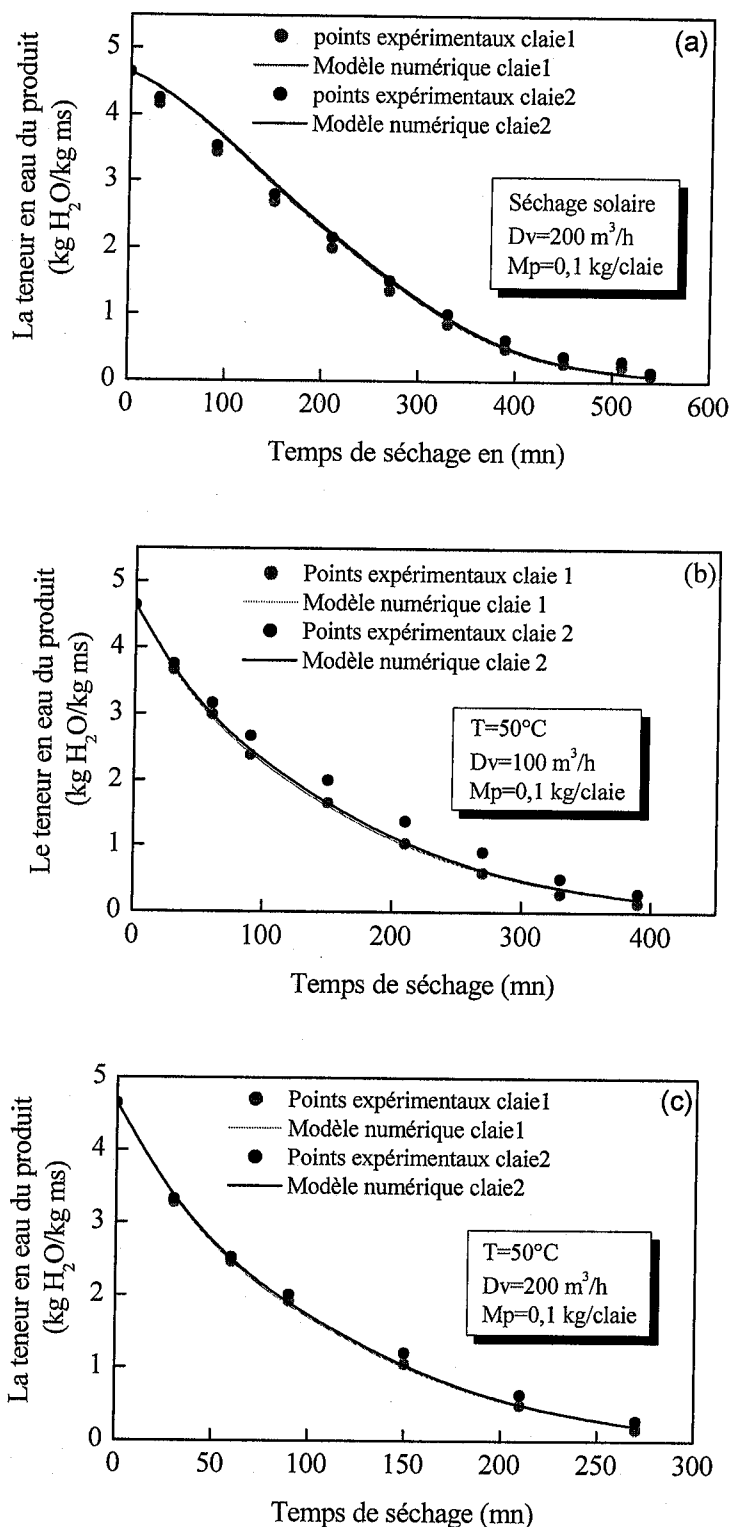 (a)
points expérimentaux claie1
Modèle numérique claie1
points expérimentaux claie2
Modèle numérique claie2
Séchage solaire
Dv=200 m³/h
Mp=0,1 kg/claie
La teneur en eau du produit
(kg H₂O/kg ms)
5
4
3
2
1
0
0 100 200 300 400 500 600
Temps de séchage en (mn)
(b)
Points expérimentaux claie 1
Modèle numérique claie 1
Points expérimentaux claie 2
Modèle numérique claie 2
T=50°C
Dv=100 m³/h
Mp=0,1 kg/claie
Le teneur en eau du produit
(kg H₂O/kg ms)
5
4
3
2
1
0
0 100 200 300 400
Temps de séchage (mn)
(c)
Points expérimentaux claie1
Modèle numérique claie1
Points expérimentaux claie2
Modèle numérique claie2
T=50°C
Dv=200 m³/h
Mp=0,1 kg/claie
La teneur en eau du produit
(kg H₂O/kg ms)
5
4
3
2
1
0
0 50 100 150 200 250 300
Temps de séchage (mn)